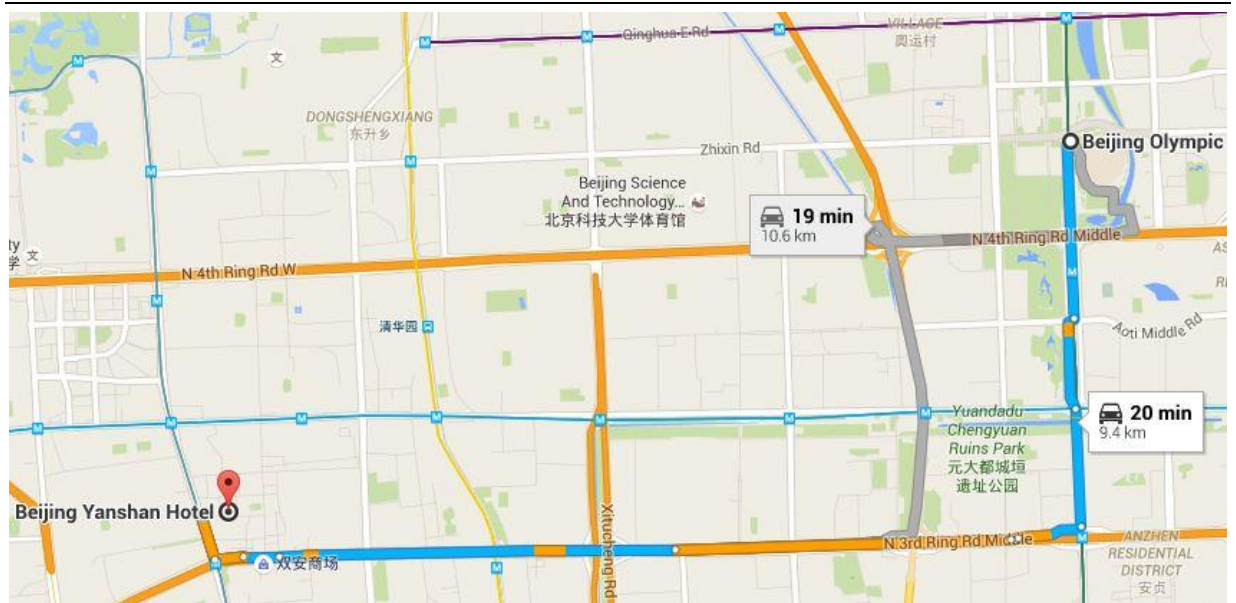 VILLAGE
奥运村
Qinghua E Rd
文
DONGSHENGXIANG
东升乡
Zhixin Rd
Beijing Olympic
Beijing Science
And Technology...
北京科技大学体育馆
19 min
10.6 km
N 4th Ring Rd Middle
ty
学 文
AS
N 4th Ring Rd W
RI
清华园
Aoti Middle Rd
20 min
9.4 km
Yuandadu
Chengyuan
Ruins Park
元大都城垣
遗址公园
Beijing Yanshan Hotel
Xitucheng Rd
N 3rd Ring Rd Middle
双安商场
ANZHEN
RESIDENTIAL
DISTRICT
安贞